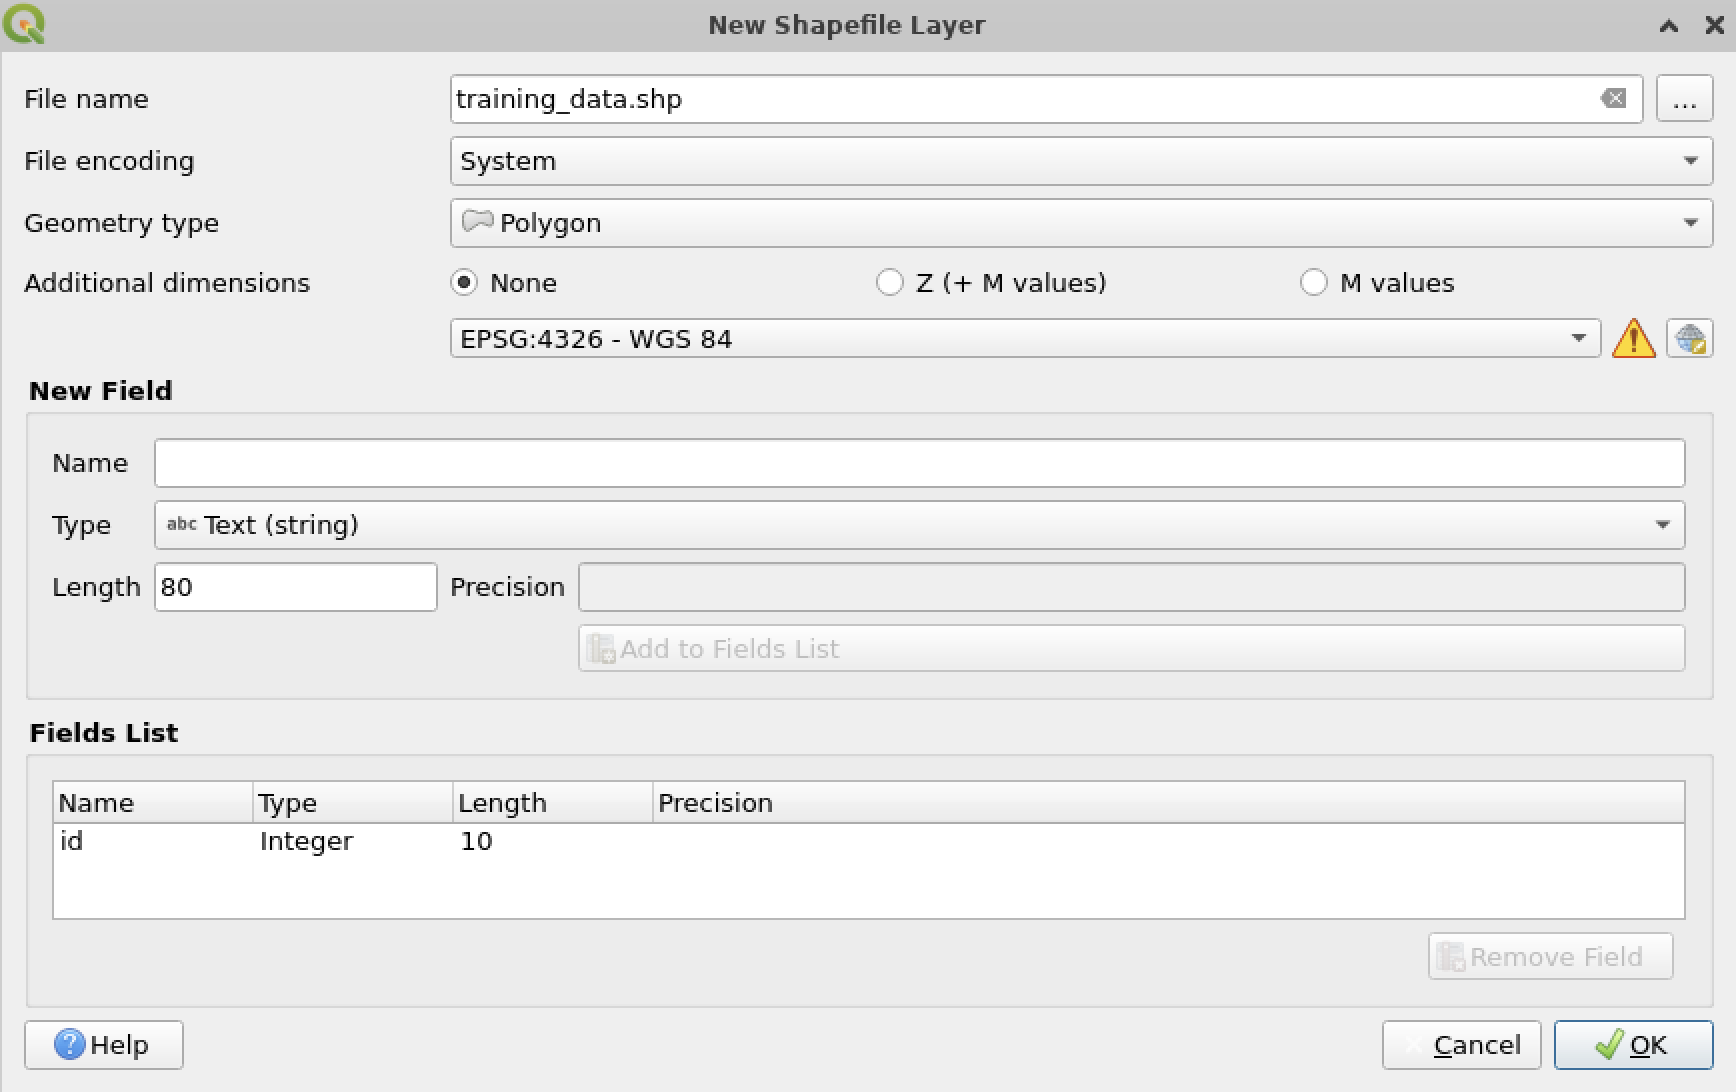 New Shapefile Layer
File name training_data.shp ...
File encoding System
Geometry type Polygon
Additional dimensions None Z (+ M values) M values
EPSG:4326 - WGS 84
New Field
Name
Type abc Text (string)
Length 80 Precision
Add to Fields List
Fields List
Name Type Length Precision
id Integer 10
Remove Field
Help Cancel OK